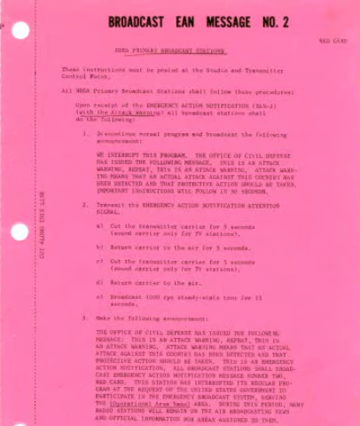 BROADCAST EAN MESSAGE NO. 2
RED CARD
NDEA PRIMARY BROADCAST STATIONS
These instructions must be posted at the Studio and Transmitter
Control Point.
All NDEA Primary Broadcast Stations shall follow these procedures:
Upon receipt of the EMERGENCY ACTION NOTIFICATION
(with the Attack Warning) all broadcast stations shall
do the following:
1. Discontinue normal program and broadcast the following
announcement:
WE INTERRUPT THIS PROGRAM. THE OFFICE OF CIVIL DEFENSE
HAS ISSUED THE FOLLOWING MESSAGE. THIS IS AN ATTACK
WARNING, REPEAT, THIS IS AN ATTACK WARNING. ATTACK WARN-
ING MEANS THAT AN ACTUAL ATTACK AGAINST THIS COUNTRY HAS
BEEN DETECTED AND THAT PROTECTIVE ACTION SHOULD BE TAKEN.
IMPORTANT INSTRUCTIONS WILL FOLLOW IN 30 SECONDS.
2. Transmit the EMERGENCY ACTION NOTIFICATION ATTENTION
SIGNAL.
a) Cut the transmitter carrier for 5 seconds
(sound carrier only for TV stations).
b) Return carrier to the air for 5 seconds.
c) Cut the transmitter carrier for 5 seconds
(sound carrier only for TV stations).
d) Return carrier to the air.
e) Broadcast 1000 cps steady-state tone for 15
seconds.
3. Make the following announcement:
THE OFFICE OF CIVIL DEFENSE HAS ISSUED THE FOLLOWING
MESSAGE: THIS IS AN ATTACK WARNING, REPEAT, THIS IS
AN ATTACK WARNING. ATTACK WARNING MEANS THAT AN ACTUAL
ATTACK AGAINST THIS COUNTRY HAS BEEN DETECTED AND THAT
PROTECTIVE ACTION SHOULD BE TAKEN. THIS IS AN EMERGENCY
ACTION NOTIFICATION. ALL BROADCAST STATIONS SHALL BROAD-
CAST EMERGENCY ACTION NOTIFICATION MESSAGE NUMBER TWO,
RED CARD. THIS STATION HAS INTERRUPTED ITS REGULAR PRO-
GRAM AT THE REQUEST OF THE UNITED STATES GOVERNMENT TO
PARTICIPATE IN THE EMERGENCY BROADCAST SYSTEM, SERVING
THE (Operational Area Name) AREA. DURING THIS PERIOD, MANY
RADIO STATIONS WILL REMAIN ON THE AIR BROADCASTING NEWS
AND OFFICIAL INFORMATION FOR AREAS ASSIGNED TO THEM.